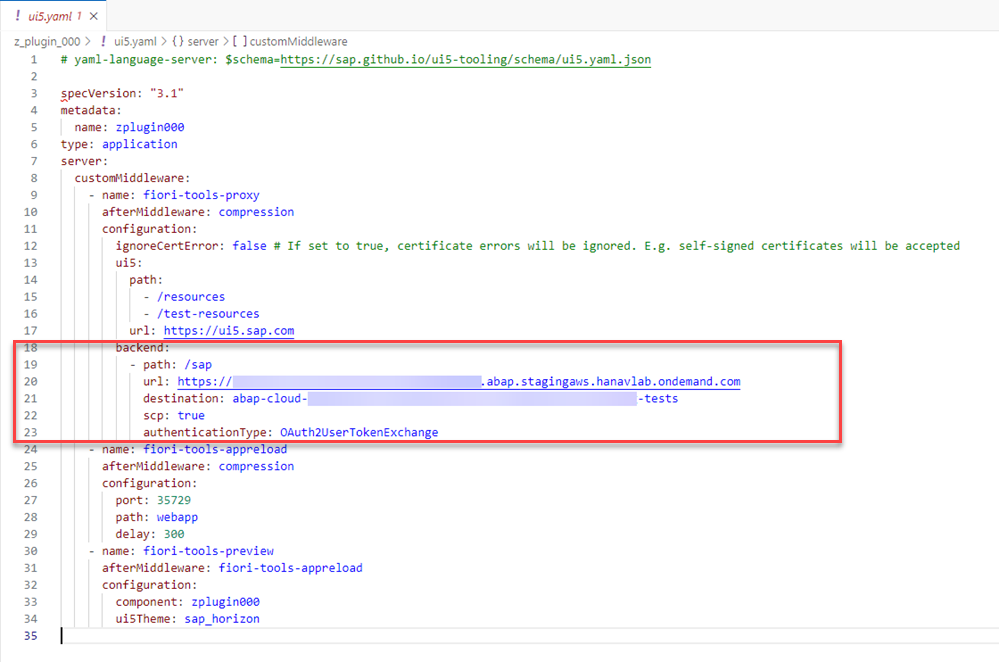 ! ui5.yaml 1 ×
z_plugin_000 > ! ui5.yaml > {} server > [ ] customMiddleware
1 # yaml-language-server: $schema=https://sap.github.io/ui5-tooling/schema/ui5.yaml.json
2
3 specVersion: "3.1"
4 metadata:
5   name: zplugin000
6 type: application
7 server:
8   customMiddleware:
9     - name: fiori-tools-proxy
10       afterMiddleware: compression
11       configuration:
12         ignoreCertError: false # If set to true, certificate errors will be ignored. E.g. self-signed certificates will be accepted
13         ui5:
14           path:
15             - /resources
16             - /test-resources
17           url: https://ui5.sap.com
18         backend:
19           - path: /sap
20             url: https:// .abap.stagingaws.hanavlab.ondemand.com
21             destination: abap-cloud- -tests
22             scp: true
23             authenticationType: OAuth2UserTokenExchange
24     - name: fiori-tools-appreload
25       afterMiddleware: compression
26       configuration:
27         port: 35729
28         path: webapp
29         delay: 300
30     - name: fiori-tools-preview
31       afterMiddleware: fiori-tools-appreload
32       configuration:
33         component: zplugin000
34         ui5Theme: sap_horizon
35